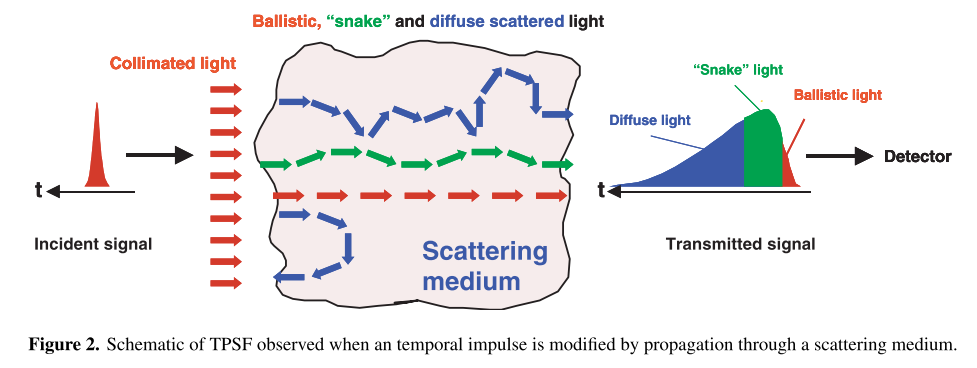 Ballistic, “snake” and diffuse scattered light
Collimated light
“Snake” light
Ballistic light
Diffuse light
Detector
t
t
Incident signal
Scattering
medium
Transmitted signal
Figure 2. Schematic of TPSF observed when an temporal impulse is modified by propagation through a scattering medium.